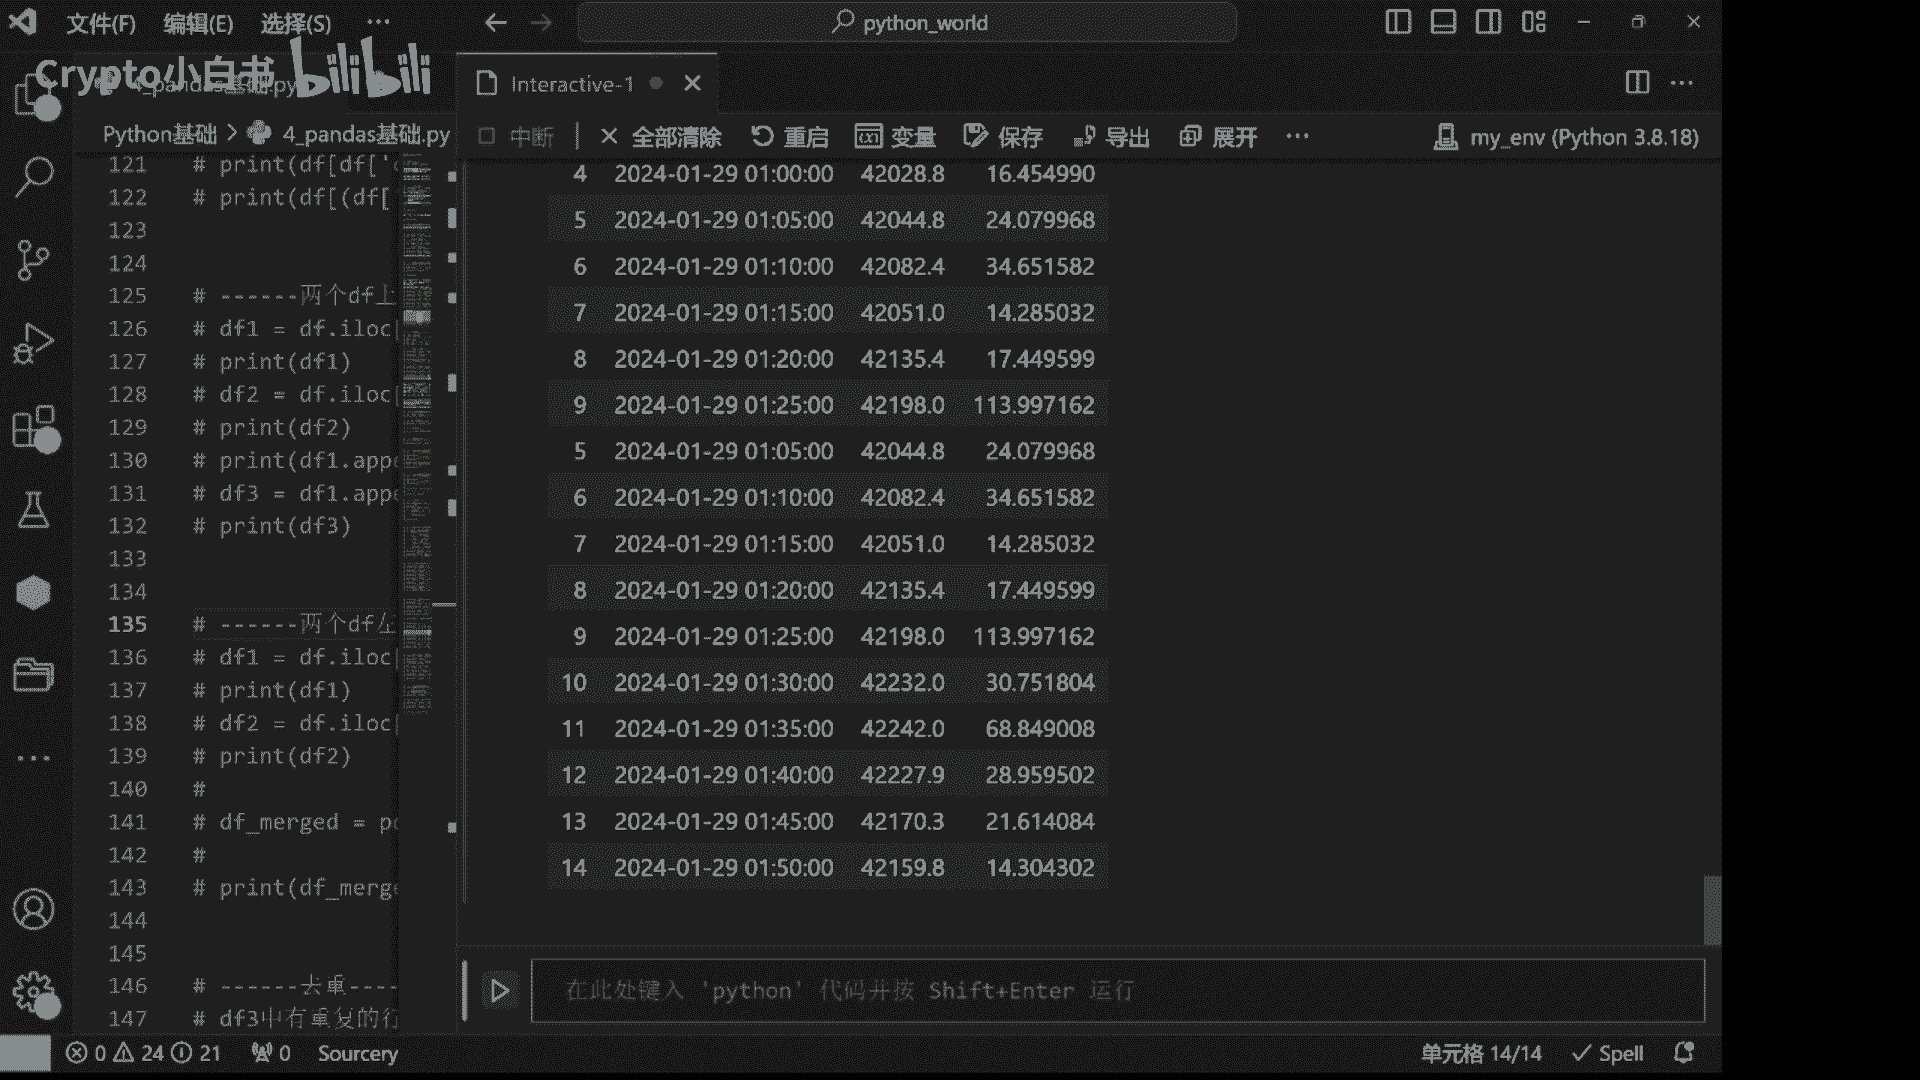 文件(F) 编辑(E) 选择(S) ··· python_world
Crypto小白书 bilibili
4_pandas基础.py Interactive-1
Python基础 > 4_pandas基础.py
中断 | 全部清除 重启 变量 保存 导出 展开 ··· my_env (Python 3.8.18)
121 # print(df[df['c
122 # print(df[(df[
123
124
125 # ------两个df上
126 # df1 = df.iloc[
127 # print(df1)
128 # df2 = df.iloc[
129 # print(df2)
130 # print(df1.appe
131 # df3 = df1.appe
132 # print(df3)
133
134
135 # ------两个df左
136 # df1 = df.iloc[
137 # print(df1)
138 # df2 = df.iloc[
139 # print(df2)
140 #
141 # df_merged = pd
142 #
143 # print(df_merge
144
145
146 # ------去重----
147 # df3中有重复的行
4 2024-01-29 01:00:00 42028.8 16.454990
5 2024-01-29 01:05:00 42044.8 24.079968
6 2024-01-29 01:10:00 42082.4 34.651582
7 2024-01-29 01:15:00 42051.0 14.285032
8 2024-01-29 01:20:00 42135.4 17.449599
9 2024-01-29 01:25:00 42198.0 113.997162
5 2024-01-29 01:05:00 42044.8 24.079968
6 2024-01-29 01:10:00 42082.4 34.651582
7 2024-01-29 01:15:00 42051.0 14.285032
8 2024-01-29 01:20:00 42135.4 17.449599
9 2024-01-29 01:25:00 42198.0 113.997162
10 2024-01-29 01:30:00 42232.0 30.751804
11 2024-01-29 01:35:00 42242.0 68.849008
12 2024-01-29 01:40:00 42227.9 28.959502
13 2024-01-29 01:45:00 42170.3 21.614084
14 2024-01-29 01:50:00 42159.8 14.304302
在此处键入 'python' 代码并按 Shift+Enter 运行
0 24 21 0 Sourcery 单元格 14/14 Spell